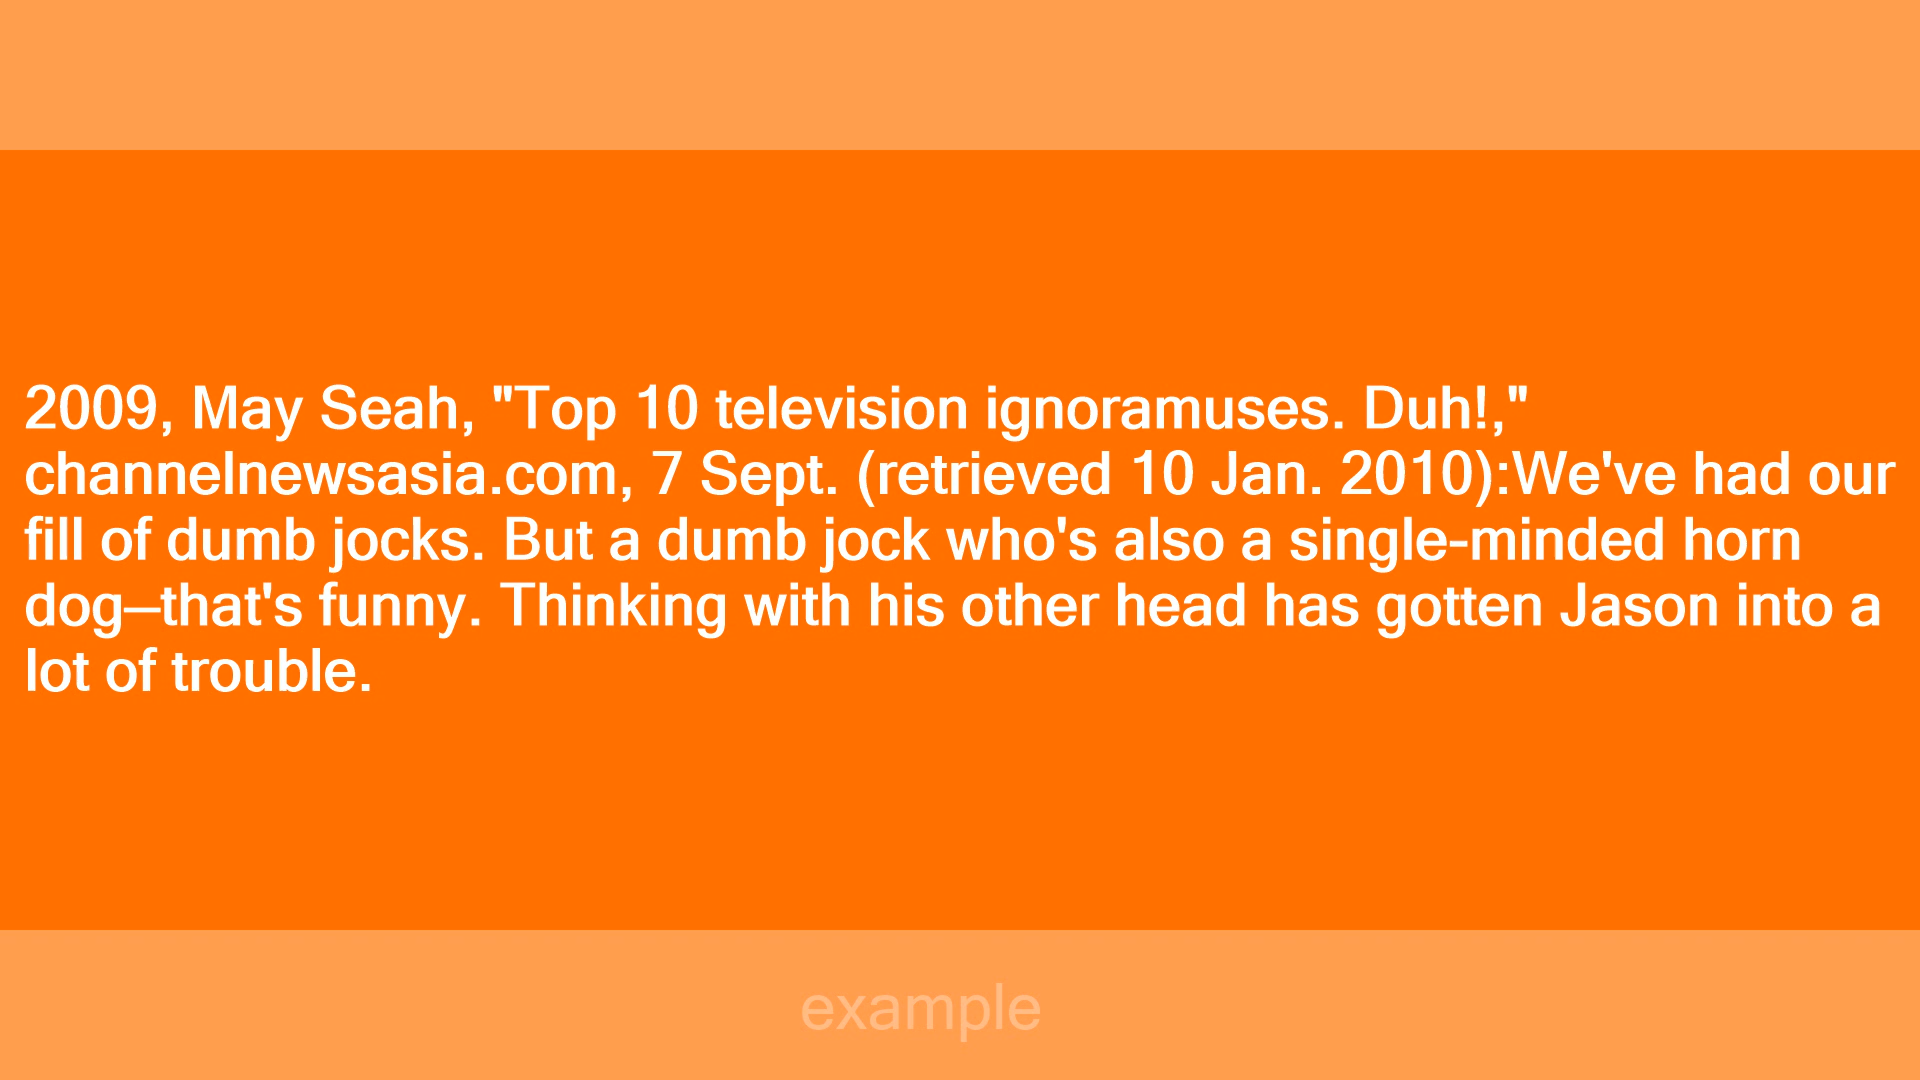 2009, May Seah, "Top 10 television ignoramuses. Duh!,"
channelnewsasia.com, 7 Sept. (retrieved 10 Jan. 2010):We've had our
fill of dumb jocks. But a dumb jock who's also a single-minded horn
dog—that's funny. Thinking with his other head has gotten Jason into a
lot of trouble.
example